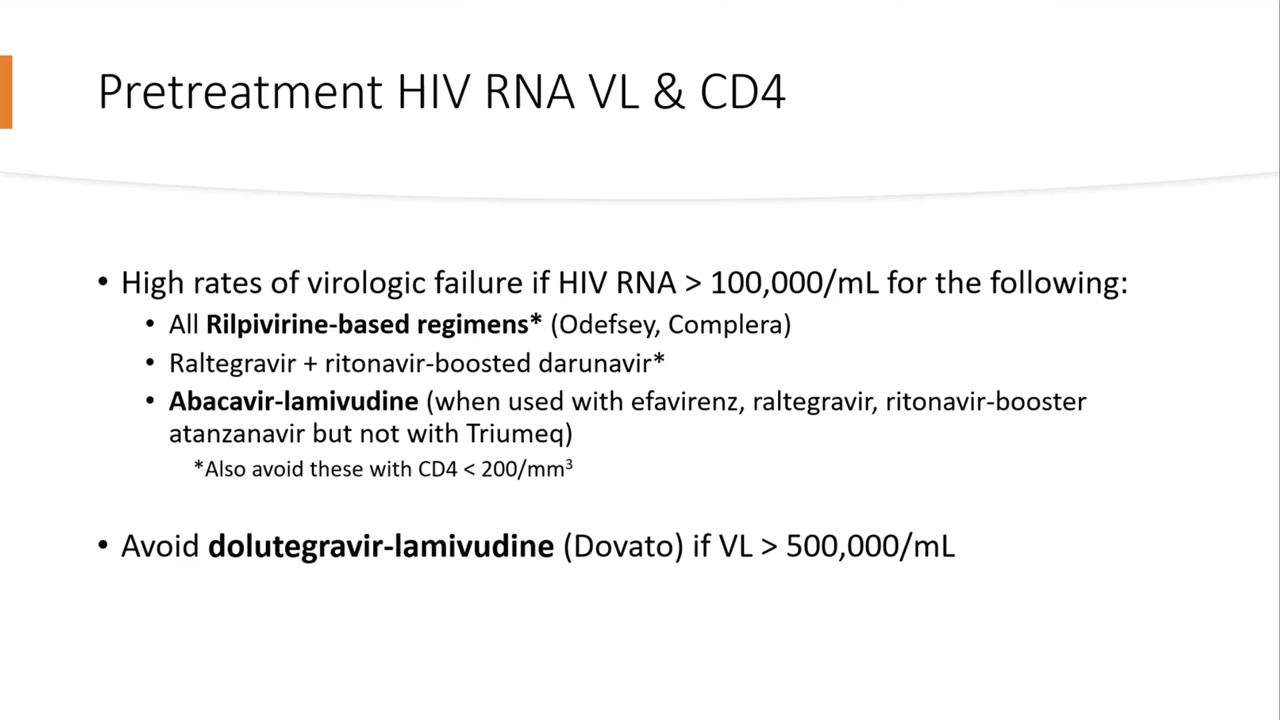 Pretreatment HIV RNA VL & CD4
• High rates of virologic failure if HIV RNA > 100,000/mL for the following:
• All Rilpivirine-based regimens* (Odefsey, Complera)
• Raltegravir + ritonavir-boosted darunavir*
• Abacavir-lamivudine (when used with efavirenz, raltegravir, ritonavir-booster
atanzanavir but not with Triumeq)
*Also avoid these with CD4 < 200/mm³
• Avoid dolutegravir-lamivudine (Dovato) if VL > 500,000/mL